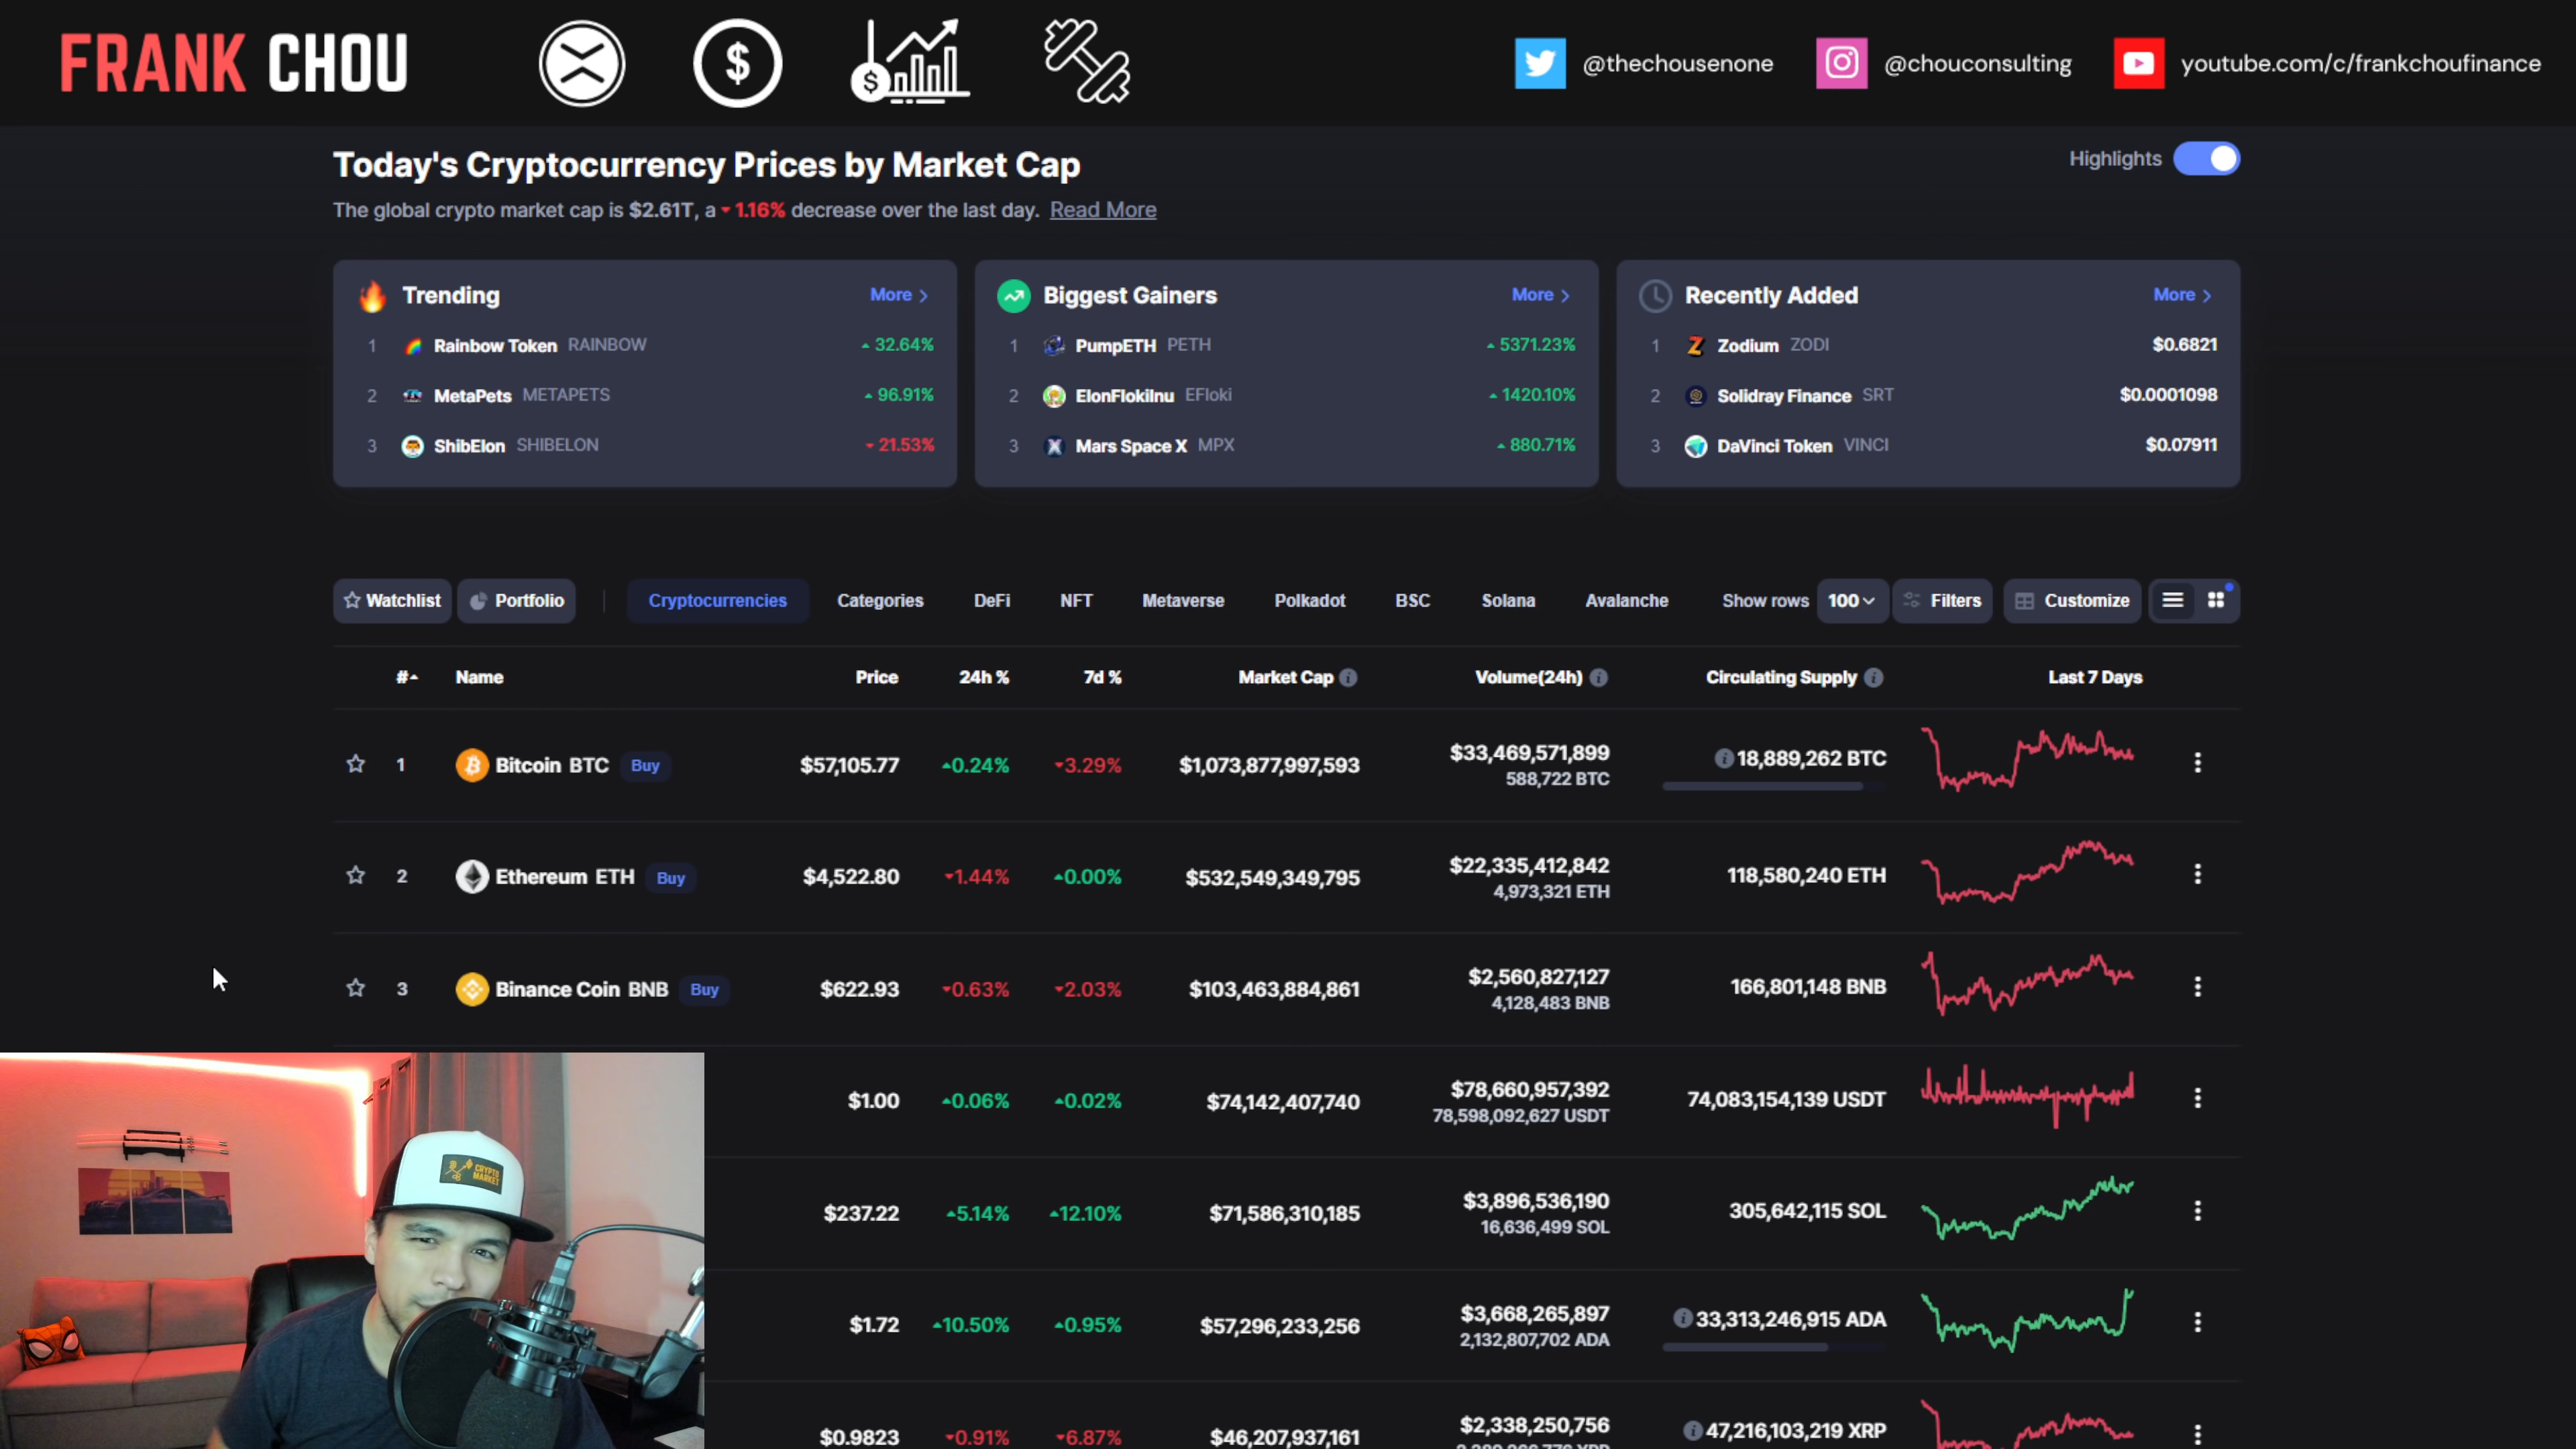 FRANK CHOU
$
$
@thechousenone
@chouconsulting
youtube.com/c/frankchoufinance
Today's Cryptocurrency Prices by Market Cap
Highlights
The global crypto market cap is $2.61T, a 1.16% decrease over the last day. Read More
Trending More
1 Rainbow Token RAINBOW 32.64%
2 MetaPets METAPETS 96.91%
3 ShibElon SHIBELON 21.53%
Biggest Gainers More
1 PumpETH PETH 5371.23%
2 ElonFlokiInu EFloki 1420.10%
3 Mars Space X MPX 880.71%
Recently Added More
1 Zodium ZODI $0.6821
2 Solidray Finance SRT $0.0001098
3 DaVinci Token VINCI $0.07911
Watchlist Portfolio Cryptocurrencies Categories DeFi NFT Metaverse Polkadot BSC Solana Avalanche Show rows 100 Filters Customize
# Name Price 24h % 7d % Market Cap Volume(24h) Circulating Supply Last 7 Days
1 Bitcoin BTC Buy $57,105.77 0.24% 3.29% $1,073,877,997,593 $33,469,571,899 18,889,262 BTC
588,722 BTC
2 Ethereum ETH Buy $4,522.80 1.44% 0.00% $532,549,349,795 $22,335,412,842 118,580,240 ETH
4,973,321 ETH
3 Binance Coin BNB Buy $622.93 0.63% 2.03% $103,463,884,861 $2,560,827,127 166,801,148 BNB
4,128,483 BNB
$1.00 0.06% 0.02% $74,142,407,740 $78,660,957,392 74,083,154,139 USDT
78,598,092,627 USDT
$237.22 5.14% 12.10% $71,586,310,185 $3,896,536,190 305,642,115 SOL
16,636,499 SOL
$1.72 10.50% 0.95% $57,296,233,256 $3,668,265,897 33,313,246,915 ADA
2,132,807,702 ADA
$0.9823 0.91% 6.87% $46,207,937,161 $2,338,250,756 47,216,103,219 XRP
CRYPTO
MARKET